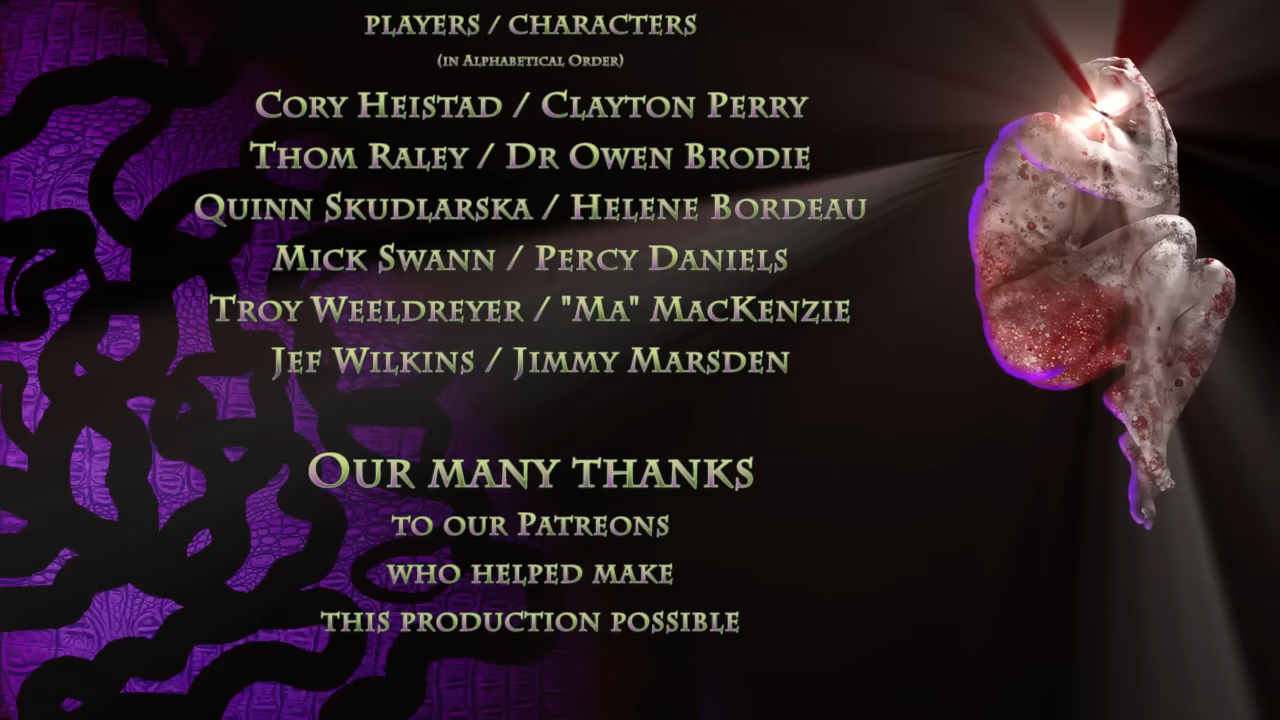 PLAYERS / CHARACTERS
(IN ALPHABETICAL ORDER)
CORY HEISTAD / CLAYTON PERRY
THOM RALEY / DR OWEN BRODIE
QUINN SKUDLARSKA / HELENE BORDEAU
MICK SWANN / PERCY DANIELS
TROY WEELDREYER / "MA" MACKENZIE
JEF WILKINS / JIMMY MARSDEN
OUR MANY THANKS
TO OUR PATREONS
WHO HELPED MAKE
THIS PRODUCTION POSSIBLE